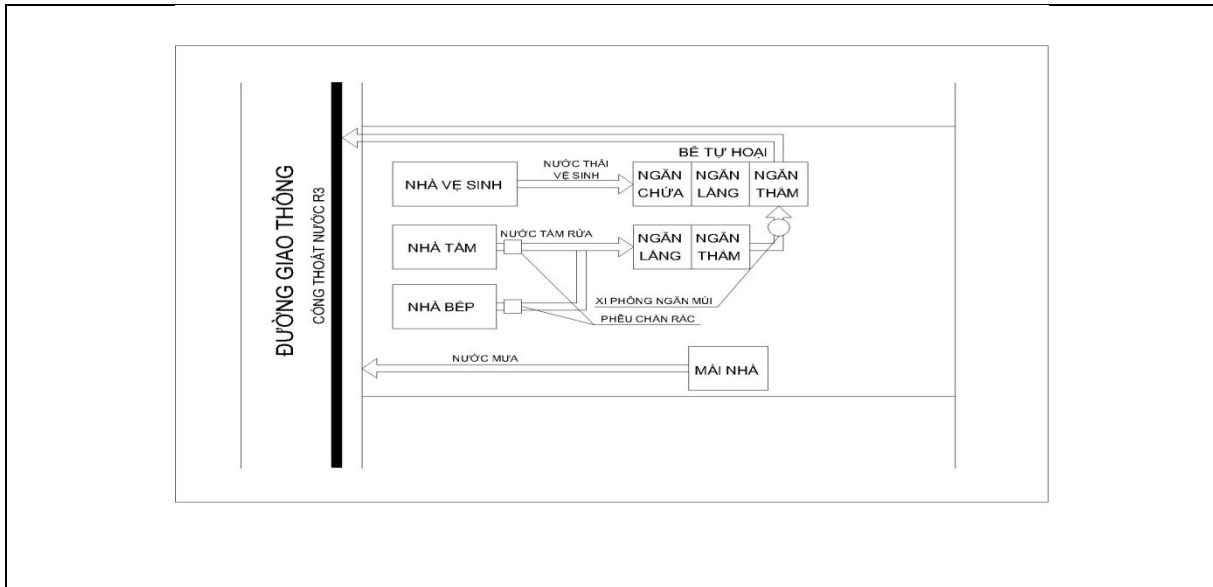 ĐƯỜNG GIAO THÔNG
CỐNG THOÁT NƯỚC R3
BỂ TỰ HOẠI
NHÀ VỆ SINH
NƯỚC THẢI
VỆ SINH
NGĂN
CHỨA
NGĂN
LẮNG
NGĂN
THẤM
NHÀ TẮM
NƯỚC TẮM RỬA
NGĂN
LẮNG
NGĂN
THẤM
NHÀ BẾP
XI PHÔNG NGĂN MÙI
PHỄU CHẮN RÁC
NƯỚC MƯA
MÁI NHÀ